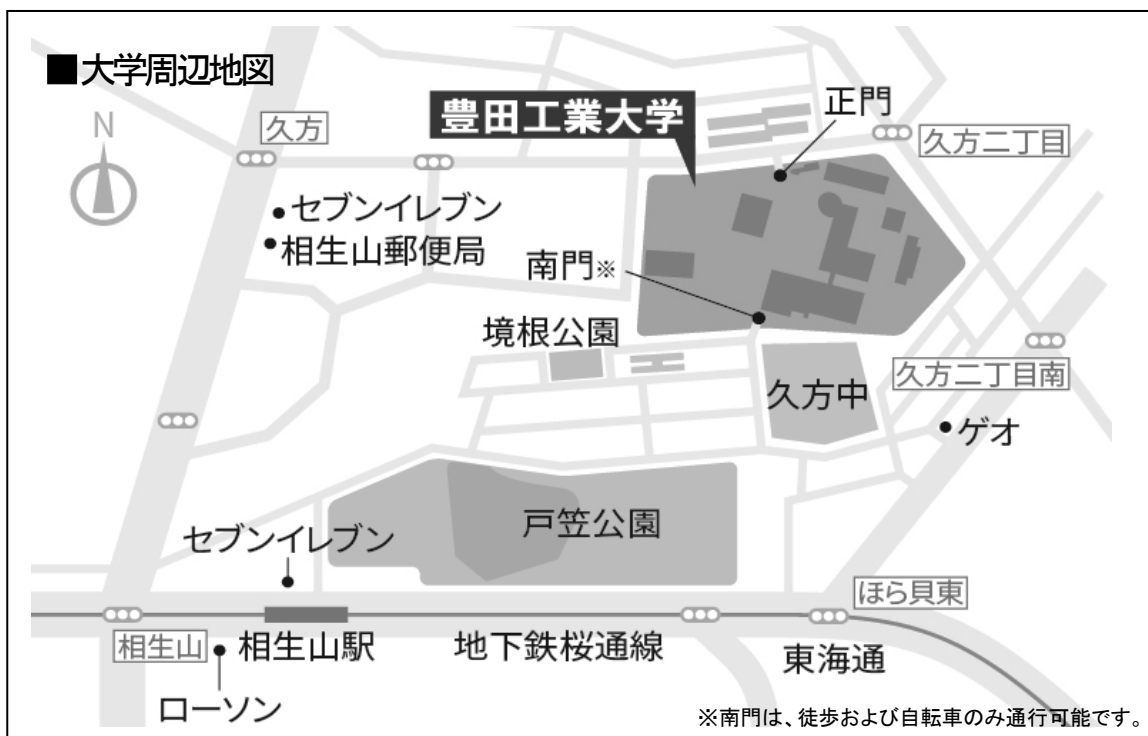 ■大学周辺地図
豊田工業大学
正門
N
久方
久方二丁目
セブンイレブン
相生山郵便局
南門※
境根公園
久方二丁目南
久方中
ゲオ
戸笠公園
セブンイレブン
ほら貝東
相生山
相生山駅
地下鉄桜通線
東海通
ローソン
※南門は、徒歩および自転車のみ通行可能です。